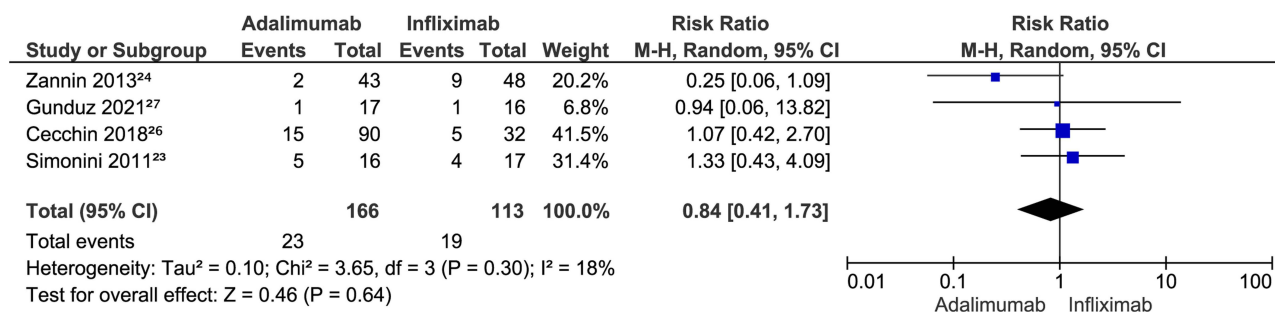 Adalimumab Infliximab Risk Ratio Risk Ratio
Study or Subgroup Events Total Events Total Weight M-H, Random, 95% CI M-H, Random, 95% CI
Zannin 2013²⁴ 2 43 9 48 20.2% 0.25 [0.06, 1.09]
Gunduz 2021²⁷ 1 17 1 16 6.8% 0.94 [0.06, 13.82]
Cecchin 2018²⁶ 15 90 5 32 41.5% 1.07 [0.42, 2.70]
Simonini 2011²³ 5 16 4 17 31.4% 1.33 [0.43, 4.09]
Total (95% CI) 166 113 100.0% 0.84 [0.41, 1.73]
Total events 23 19
Heterogeneity: Tau² = 0.10; Chi² = 3.65, df = 3 (P = 0.30); I² = 18%
Test for overall effect: Z = 0.46 (P = 0.64)
0.01 0.1 1 10 100
Adalimumab Infliximab